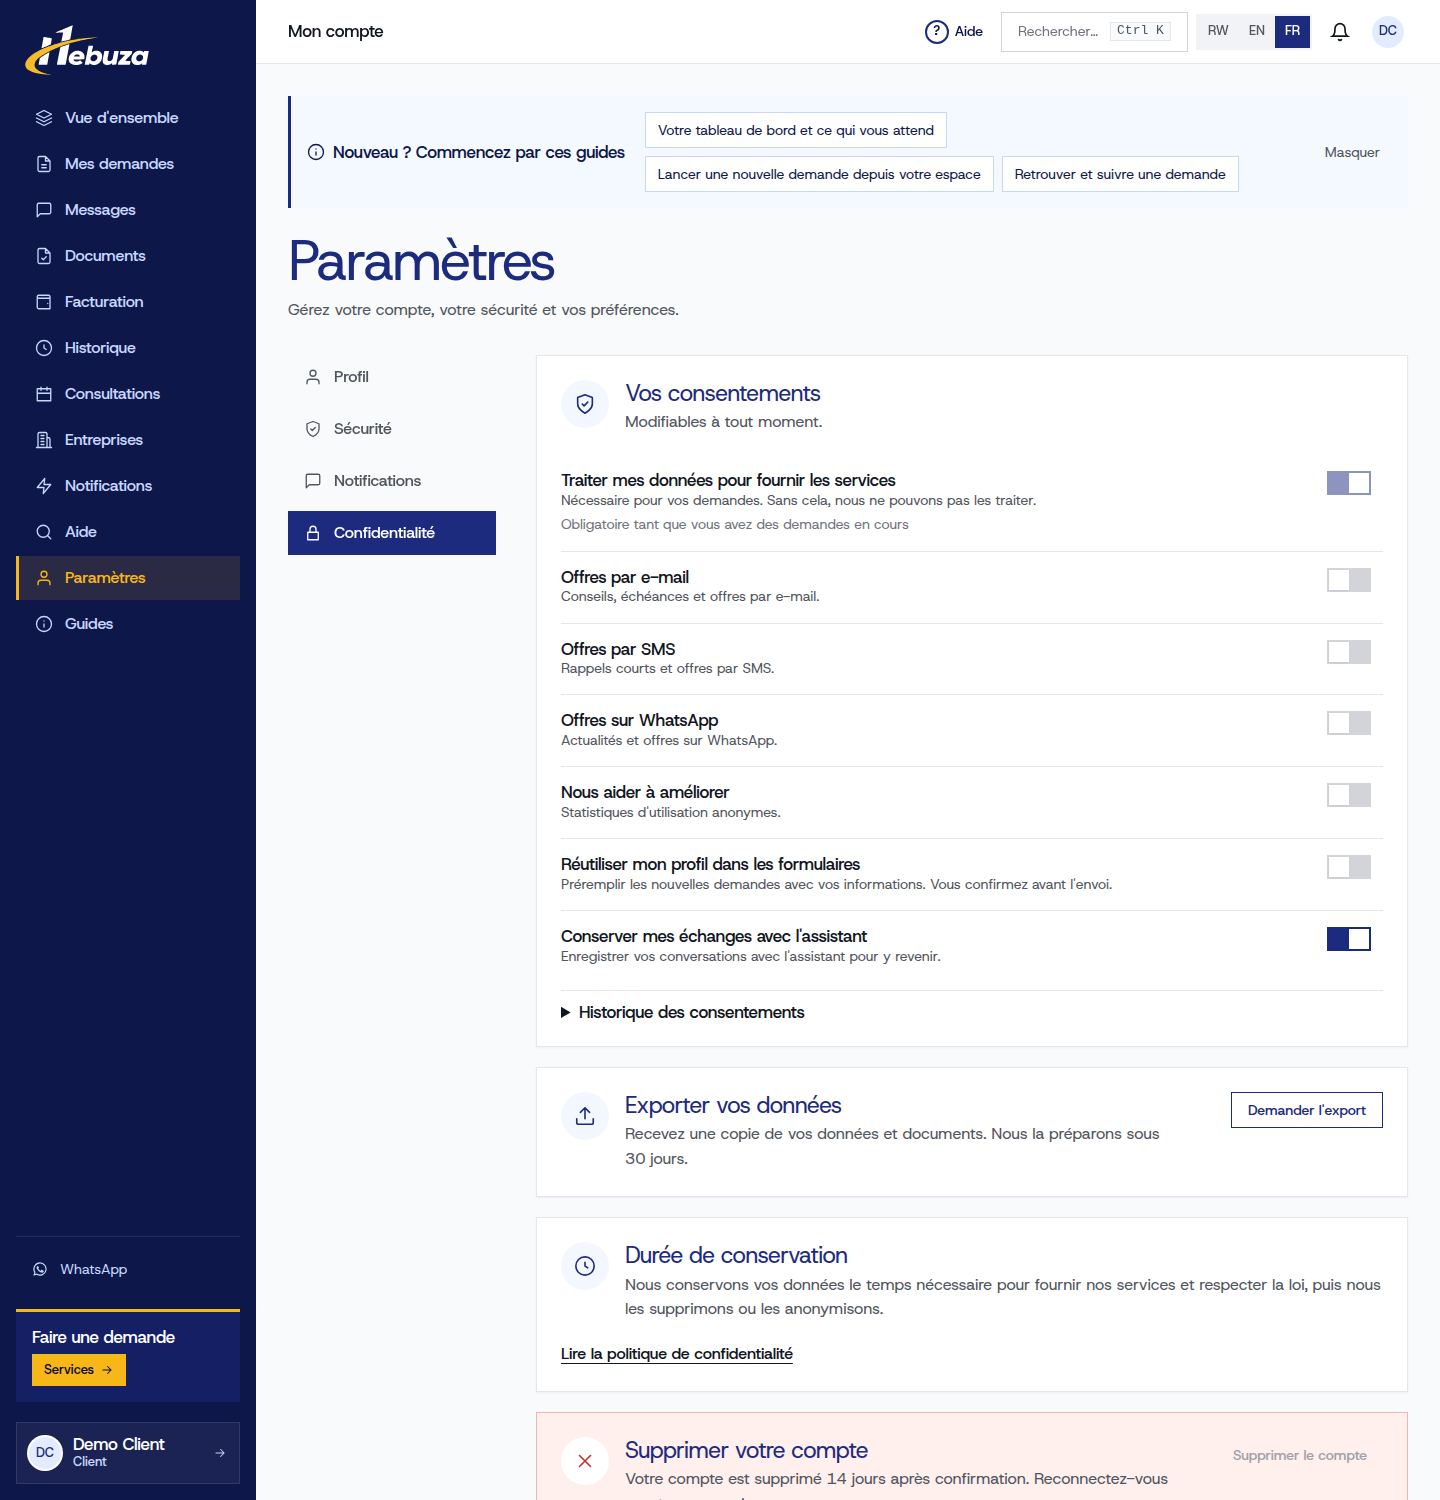 Hebuza
Vue d'ensemble
Mes demandes
Messages
Documents
Facturation
Historique
Consultations
Entreprises
Notifications
Aide
Paramètres
Guides
WhatsApp
Faire une demande
Services →
DC
Demo Client
Client
→
Mon compte
? Aide
Rechercher… Ctrl K
RW EN FR
DC
Nouveau ? Commencez par ces guides
Votre tableau de bord et ce qui vous attend
Lancer une nouvelle demande depuis votre espace
Retrouver et suivre une demande
Masquer
Paramètres
Gérez votre compte, votre sécurité et vos préférences.
Profil
Sécurité
Notifications
Confidentialité
Vos consentements
Modifiables à tout moment.
Traiter mes données pour fournir les services
Nécessaire pour vos demandes. Sans cela, nous ne pouvons pas les traiter.
Obligatoire tant que vous avez des demandes en cours
Offres par e-mail
Conseils, échéances et offres par e-mail.
Offres par SMS
Rappels courts et offres par SMS.
Offres sur WhatsApp
Actualités et offres sur WhatsApp.
Nous aider à améliorer
Statistiques d'utilisation anonymes.
Réutiliser mon profil dans les formulaires
Préremplir les nouvelles demandes avec vos informations. Vous confirmez avant l'envoi.
Conserver mes échanges avec l'assistant
Enregistrer vos conversations avec l'assistant pour y revenir.
Historique des consentements
Exporter vos données
Recevez une copie de vos données et documents. Nous la préparons sous
30 jours.
Demander l'export
Durée de conservation
Nous conservons vos données le temps nécessaire pour fournir nos services et respecter la loi, puis nous
les supprimons ou les anonymisons.
Lire la politique de confidentialité
Supprimer votre compte
Votre compte est supprimé 14 jours après confirmation. Reconnectez-vous
Supprimer le compte